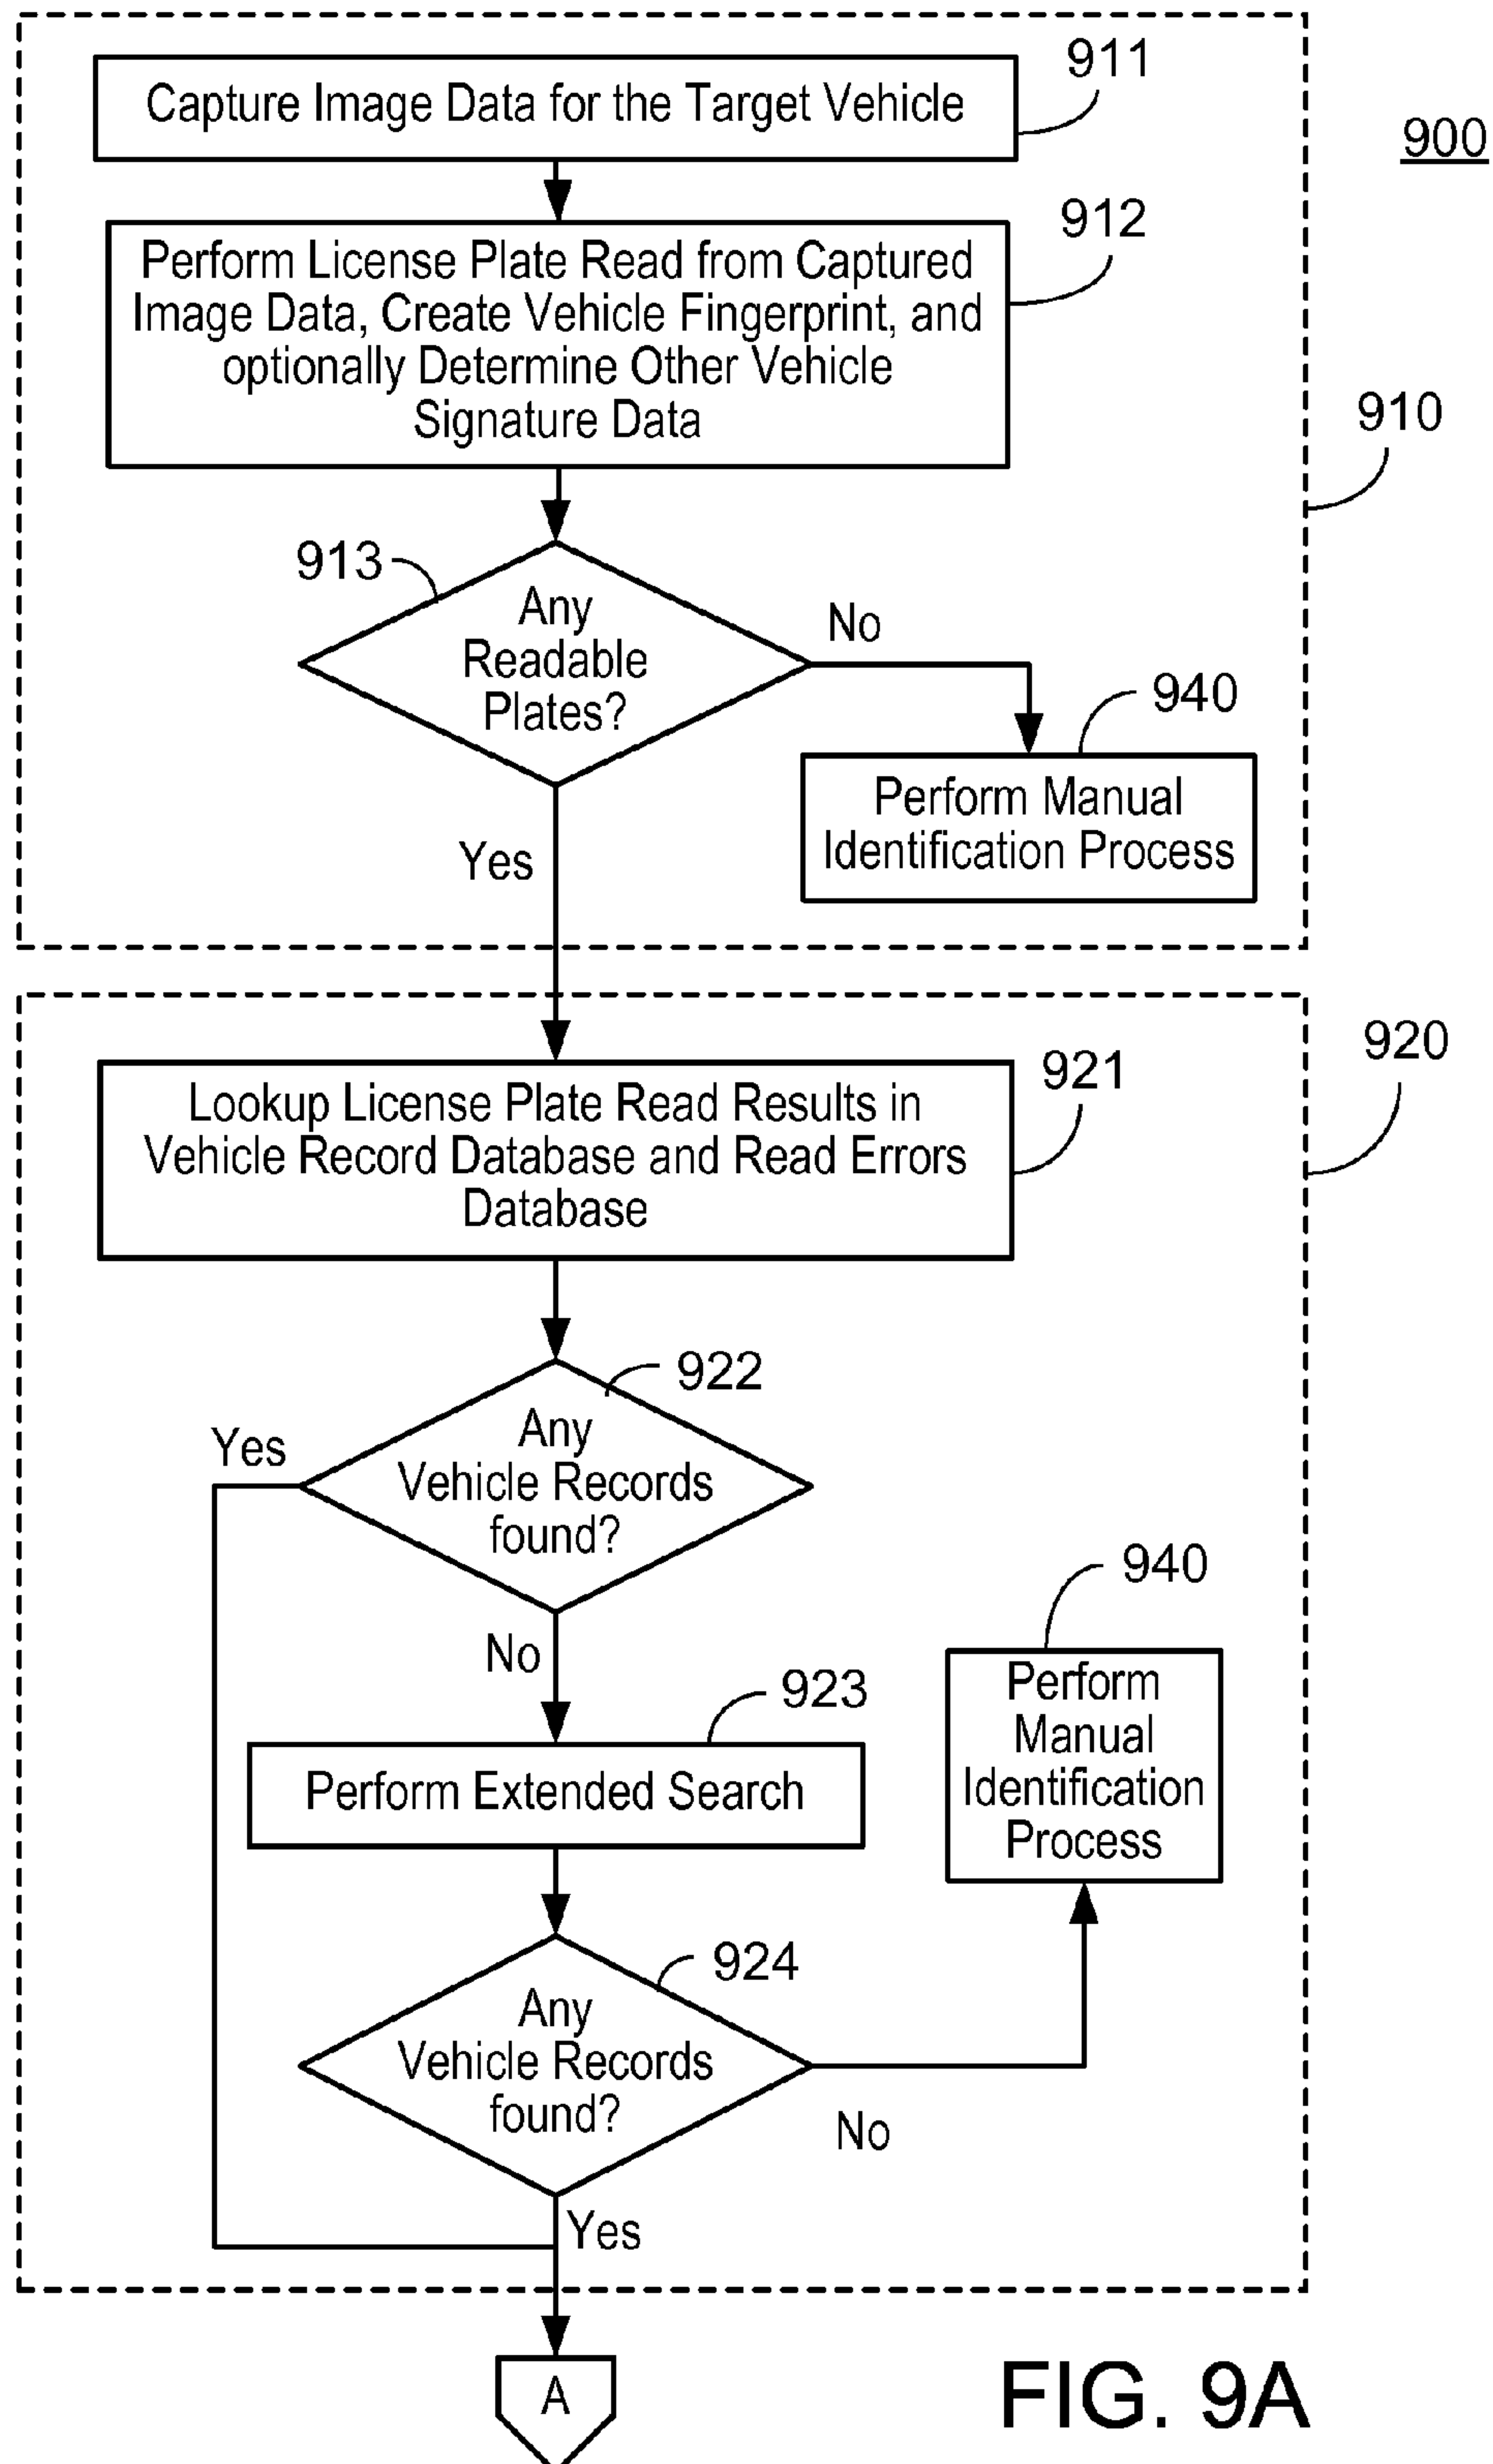 911
Capture Image Data for the Target Vehicle
900
912
Perform License Plate Read from Captured
Image Data, Create Vehicle Fingerprint, and
optionally Determine Other Vehicle
Signature Data
910
913
Any
Readable
Plates?
No
940
Perform Manual
Identification Process
Yes
920
921
Lookup License Plate Read Results in
Vehicle Record Database and Read Errors
Database
922
Yes
Any
Vehicle Records
found?
940
No
Perform
Manual
Identification
Process
923
Perform Extended Search
924
Any
Vehicle Records
found?
No
Yes
A
FIG. 9A